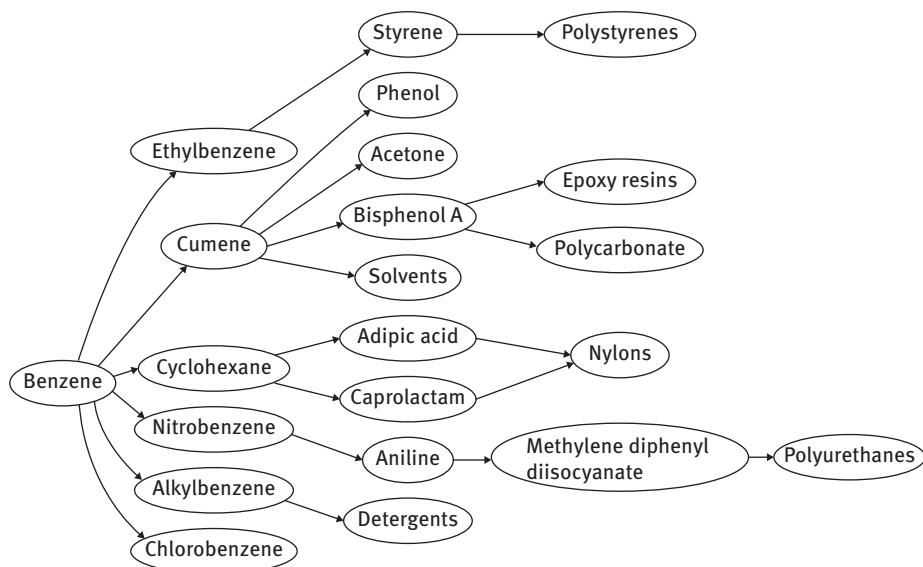 Styrene
Polystyrenes
Phenol
Ethylbenzene
Acetone
Epoxy resins
Bisphenol A
Cumene
Polycarbonate
Solvents
Adipic acid
Nylons
Cyclohexane
Benzene
Caprolactam
Nitrobenzene
Aniline
Methylene diphenyl
diisocyanate
Polyurethanes
Alkylbenzene
Detergents
Chlorobenzene